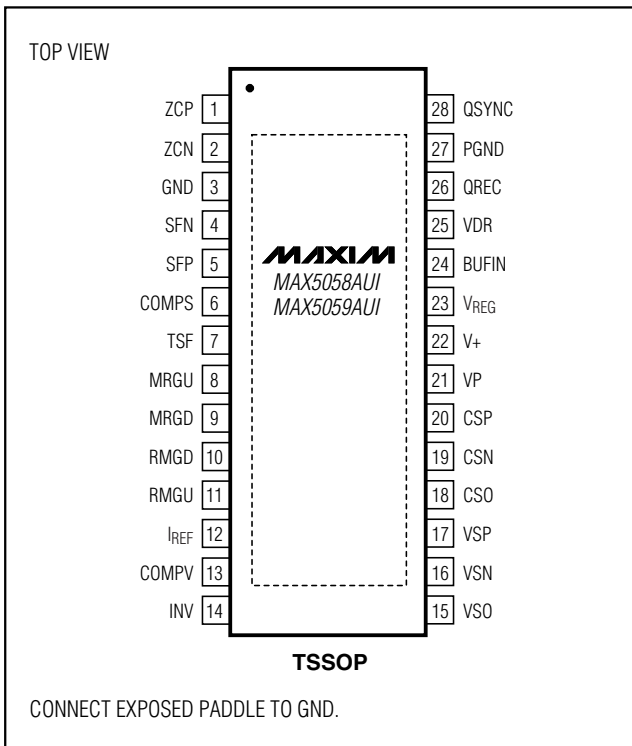 TOP VIEW
ZCP 1
ZCN 2
GND 3
SFN 4
SFP 5
COMPS 6
TSF 7
MRGU 8
MRGD 9
RMGD 10
RMGU 11
IREF 12
COMPV 13
INV 14
MAXIM
MAX5058AUI
MAX5059AUI
28 QSYNC
27 PGND
26 QREC
25 VDR
24 BUFIN
23 VREG
22 V+
21 VP
20 CSP
19 CSN
18 CSO
17 VSP
16 VSN
15 VSO
TSSOP
CONNECT EXPOSED PADDLE TO GND.